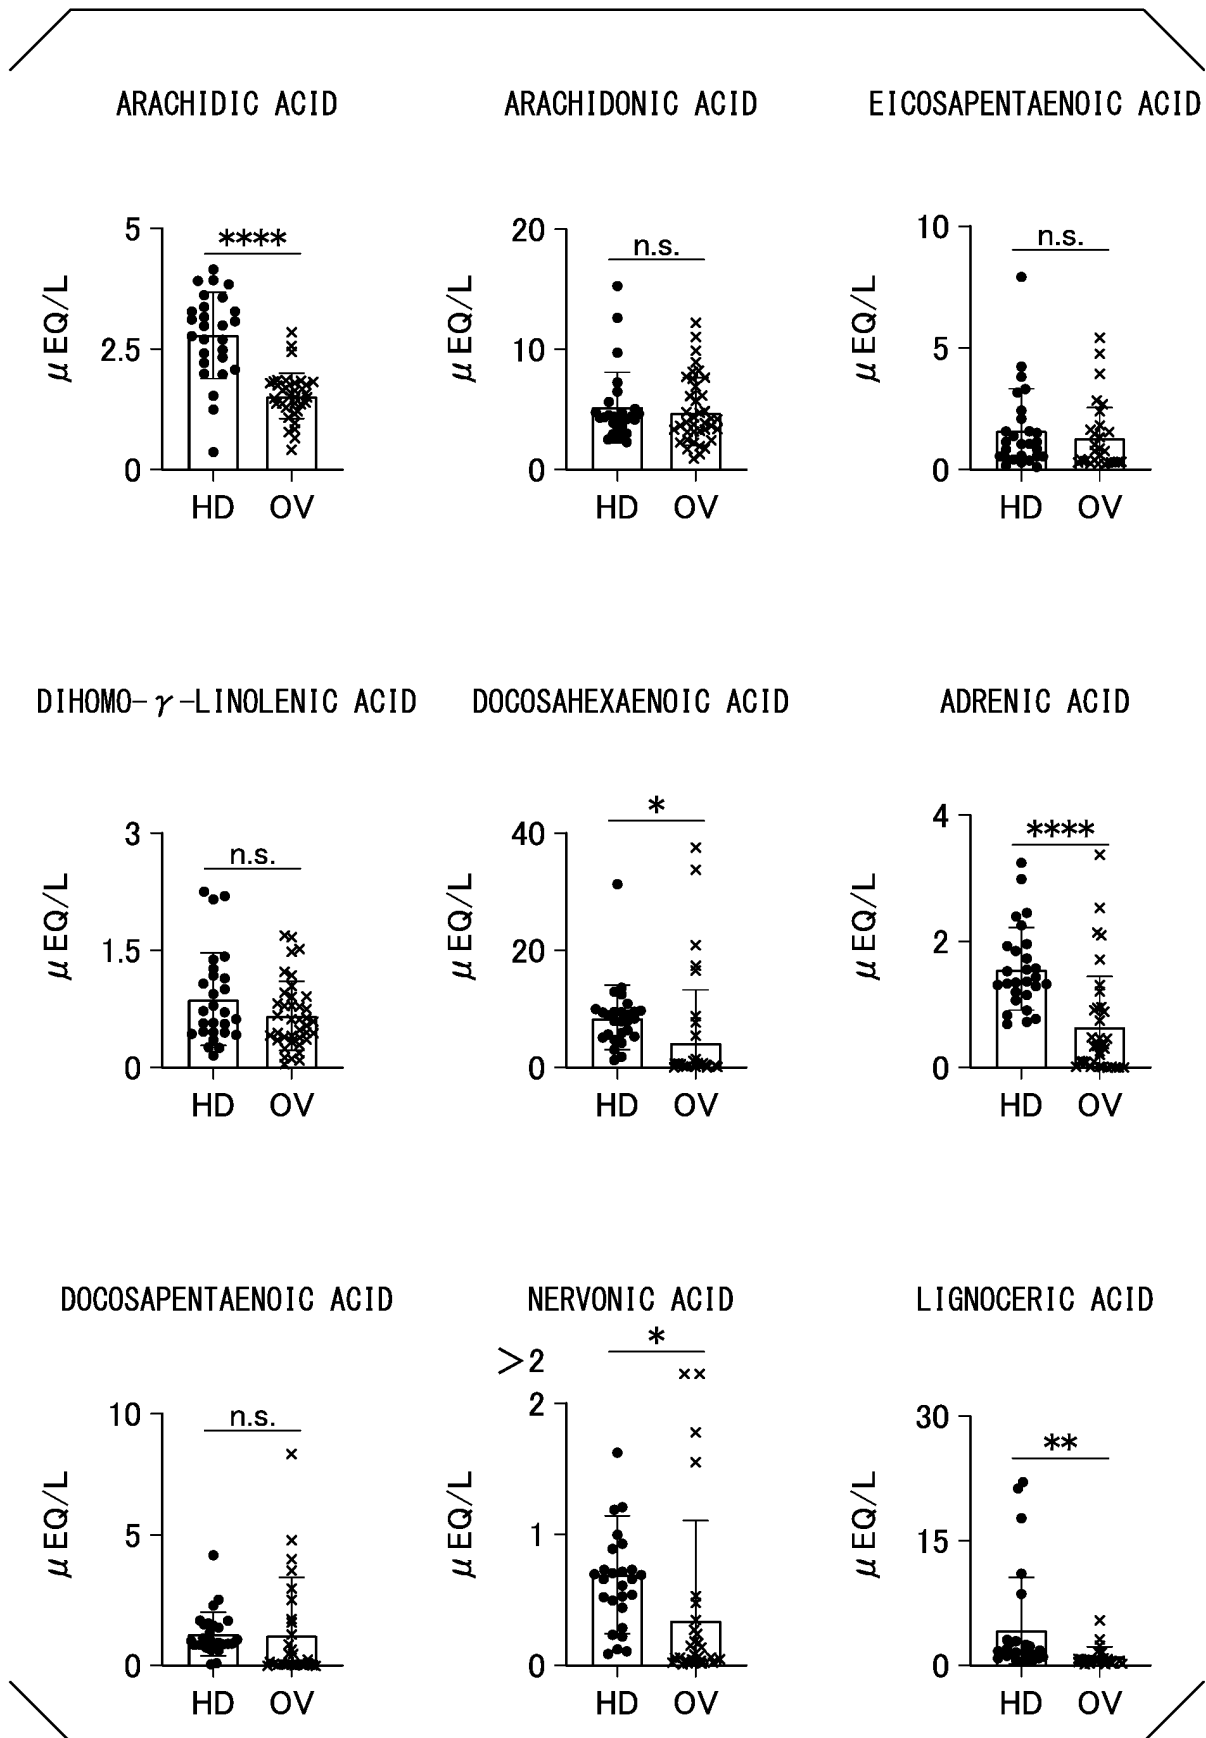 ARACHIDIC ACID
ARACHIDONIC ACID
EICOSAPENTAENOIC ACID
5
****
μEQ/L
2.5
0
HD OV
20
n.s.
μEQ/L
10
0
HD OV
10
n.s.
μEQ/L
5
0
HD OV
DIHOMO-γ-LINOLENIC ACID
DOCOSAHEXAENOIC ACID
ADRENIC ACID
3
n.s.
μEQ/L
1.5
0
HD OV
*
40
μEQ/L
20
0
HD OV
4
****
μEQ/L
2
0
HD OV
DOCOSAPENTAENOIC ACID
NERVONIC ACID
LIGNOCERIC ACID
10
n.s.
μEQ/L
5
0
HD OV
*
>2
2
μEQ/L
1
0
HD OV
30
**
μEQ/L
15
0
HD OV